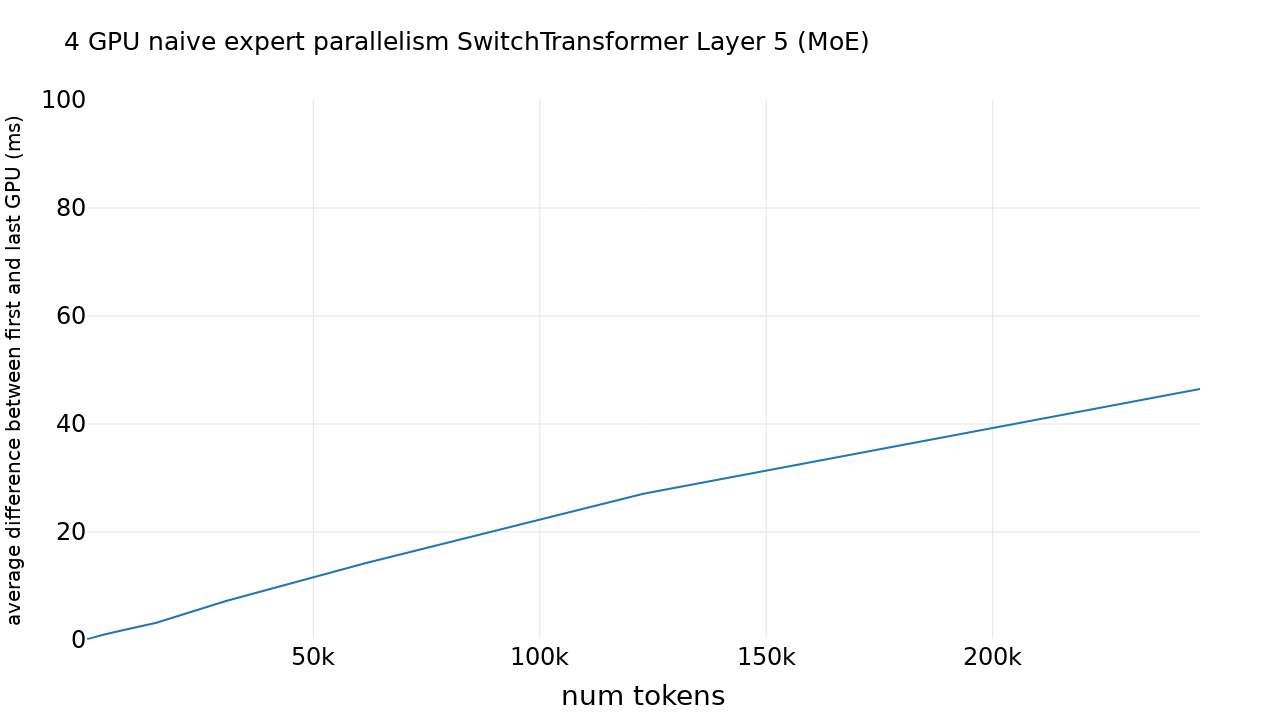 4 GPU naive expert parallelism SwitchTransformer Layer 5 (MoE)
average difference between first and last GPU (ms)
100
80
60
40
20
0
50k 100k 150k 200k
num tokens